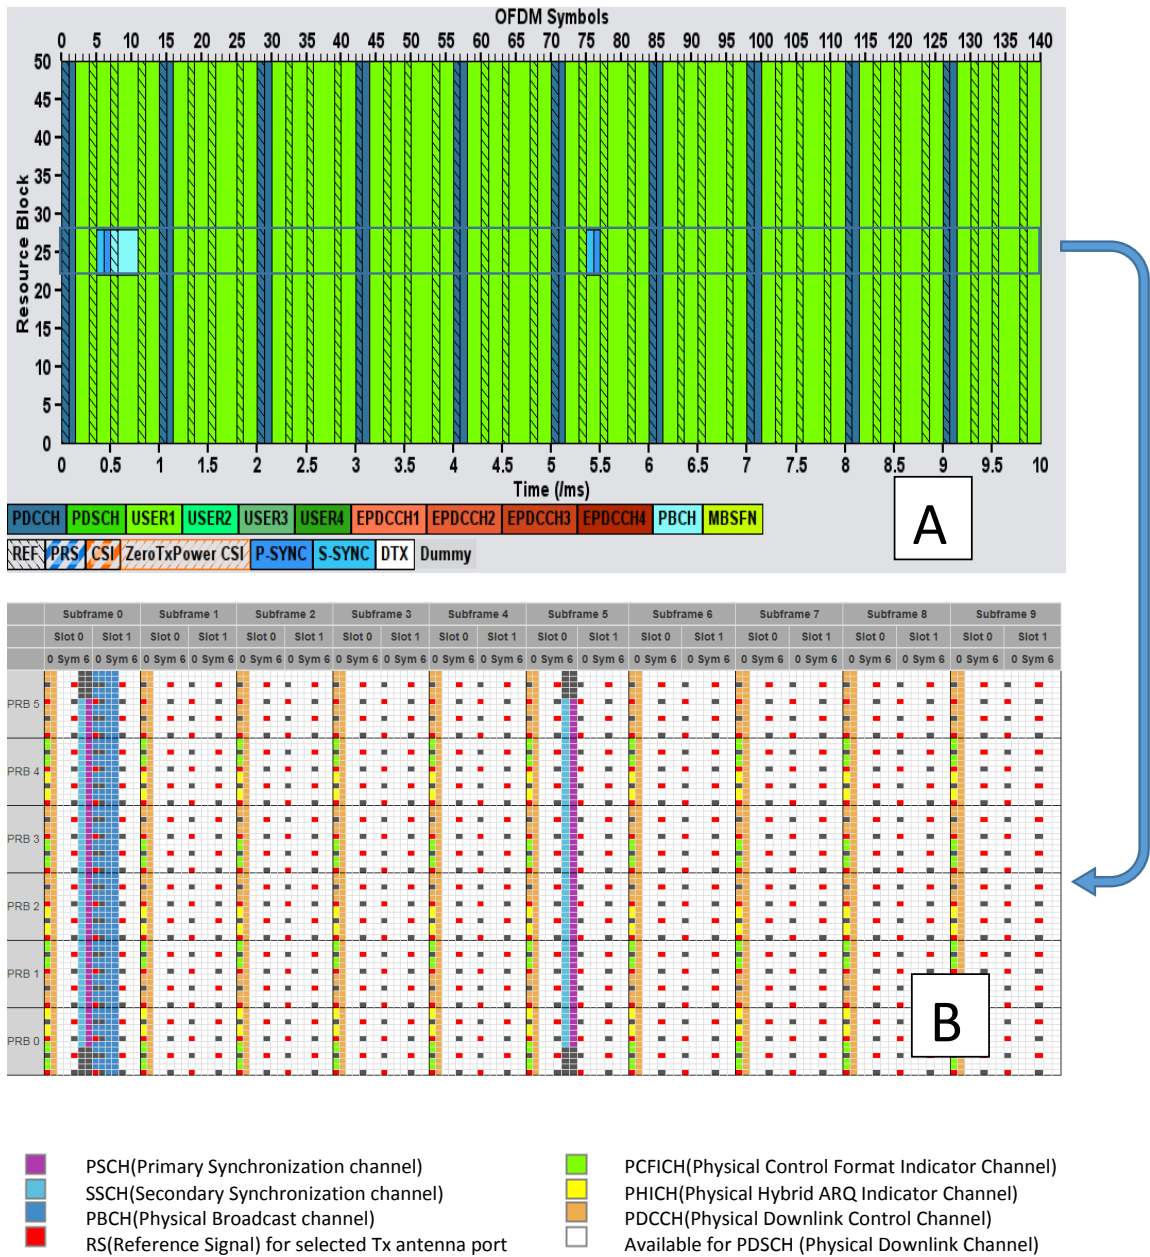 OFDM Symbols
0 5 10 15 20 25 30 35 40 45 50 55 60 65 70 75 80 85 90 95 100 105 110 115 120 125 130 135 140
50
45
40
35
30
25
20
15
10
5
0
Resource Block
0 0.5 1 1.5 2 2.5 3 3.5 4 4.5 5 5.5 6 6.5 7 7.5 8 8.5 9 9.5 10
Time (/ms)
A
PDCCH PDSCH USER1 USER2 USER3 USER4 EPDCCH1 EPDCCH2 EPDCCH3 EPDCCH4 PBCH MBSFN
REF PRS CSI ZeroTxPower CSI P-SYNC S-SYNC DTX Dummy
Subframe 0 Subframe 1 Subframe 2 Subframe 3 Subframe 4 Subframe 5 Subframe 6 Subframe 7 Subframe 8 Subframe 9
Slot 0 Slot 1 Slot 0 Slot 1 Slot 0 Slot 1 Slot 0 Slot 1 Slot 0 Slot 1 Slot 0 Slot 1 Slot 0 Slot 1 Slot 0 Slot 1 Slot 0 Slot 1 Slot 0 Slot 1
0 Sym 6 0 Sym 6 0 Sym 6 0 Sym 6 0 Sym 6 0 Sym 6 0 Sym 6 0 Sym 6 0 Sym 6 0 Sym 6 0 Sym 6 0 Sym 6 0 Sym 6 0 Sym 6 0 Sym 6 0 Sym 6 0 Sym 6 0 Sym 6 0 Sym 6 0 Sym 6
PRB 5
PRB 4
PRB 3
PRB 2
PRB 1
PRB 0
B
PSCH(Primary Synchronization channel)
SSCH(Secondary Synchronization channel)
PBCH(Physical Broadcast channel)
RS(Reference Signal) for selected Tx antenna port
PCFICH(Physical Control Format Indicator Channel)
PHICH(Physical Hybrid ARQ Indicator Channel)
PDCCH(Physical Downlink Control Channel)
Available for PDSCH (Physical Downlink Channel)